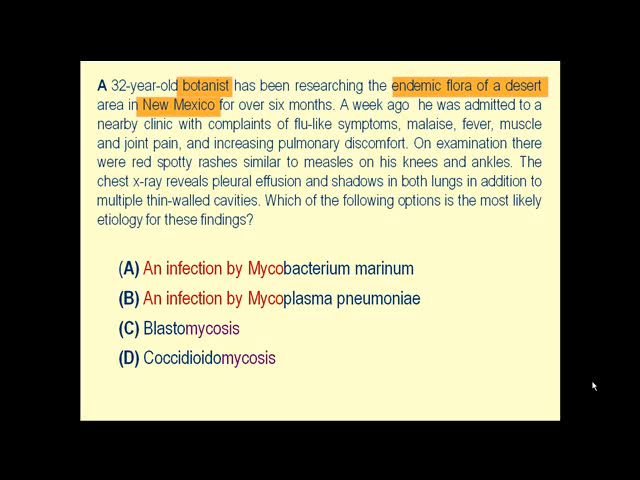 A 32-year-old botanist has been researching the endemic flora of a desert
area in New Mexico for over six months. A week ago he was admitted to a
nearby clinic with complaints of flu-like symptoms, malaise, fever, muscle
and joint pain, and increasing pulmonary discomfort. On examination there
were red spotty rashes similar to measles on his knees and ankles. The
chest x-ray reveals pleural effusion and shadows in both lungs in addition to
multiple thin-walled cavities. Which of the following options is the most likely
etiology for these findings?
(A) An infection by Mycobacterium marinum
(B) An infection by Mycoplasma pneumoniae
(C) Blastomycosis
(D) Coccidioidomycosis